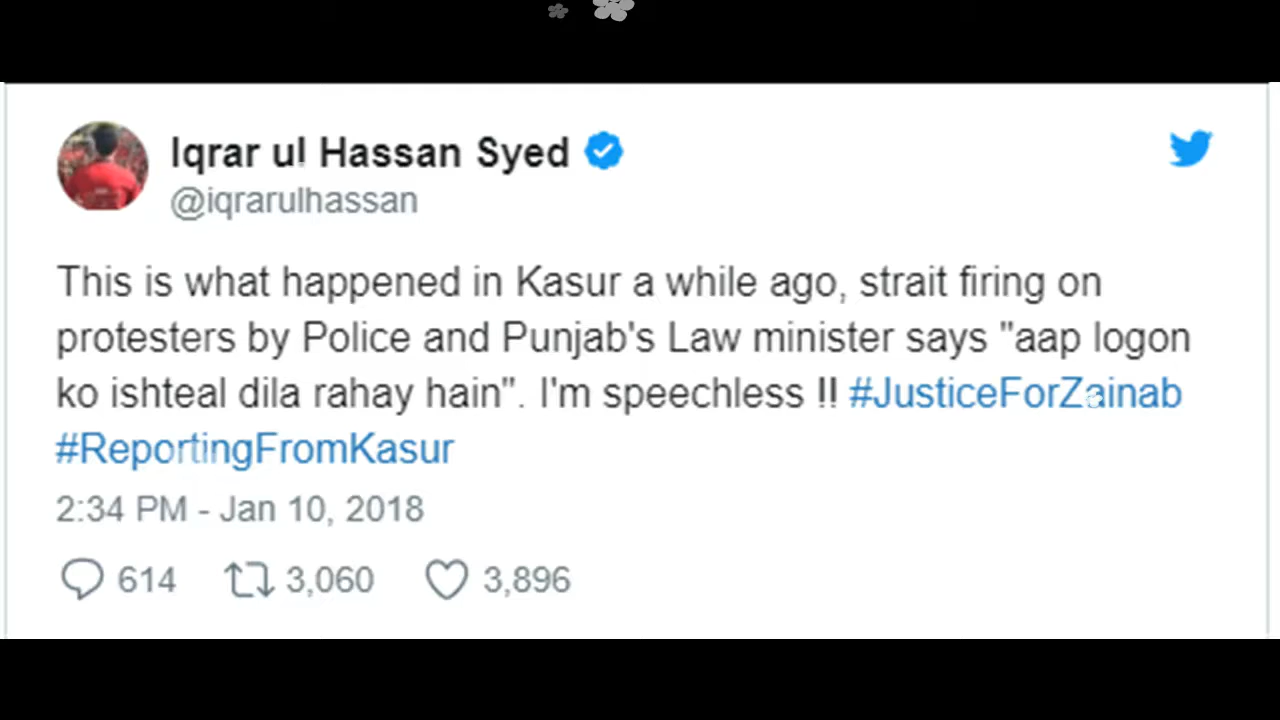 Iqrar ul Hassan Syed
@iqrarulhassan
This is what happened in Kasur a while ago, strait firing on
protesters by Police and Punjab's Law minister says "aap logon
ko ishteal dila rahay hain". I'm speechless !! #JusticeForZainab
#ReportingFromKasur
2:34 PM - Jan 10, 2018
614 3,060 3,896